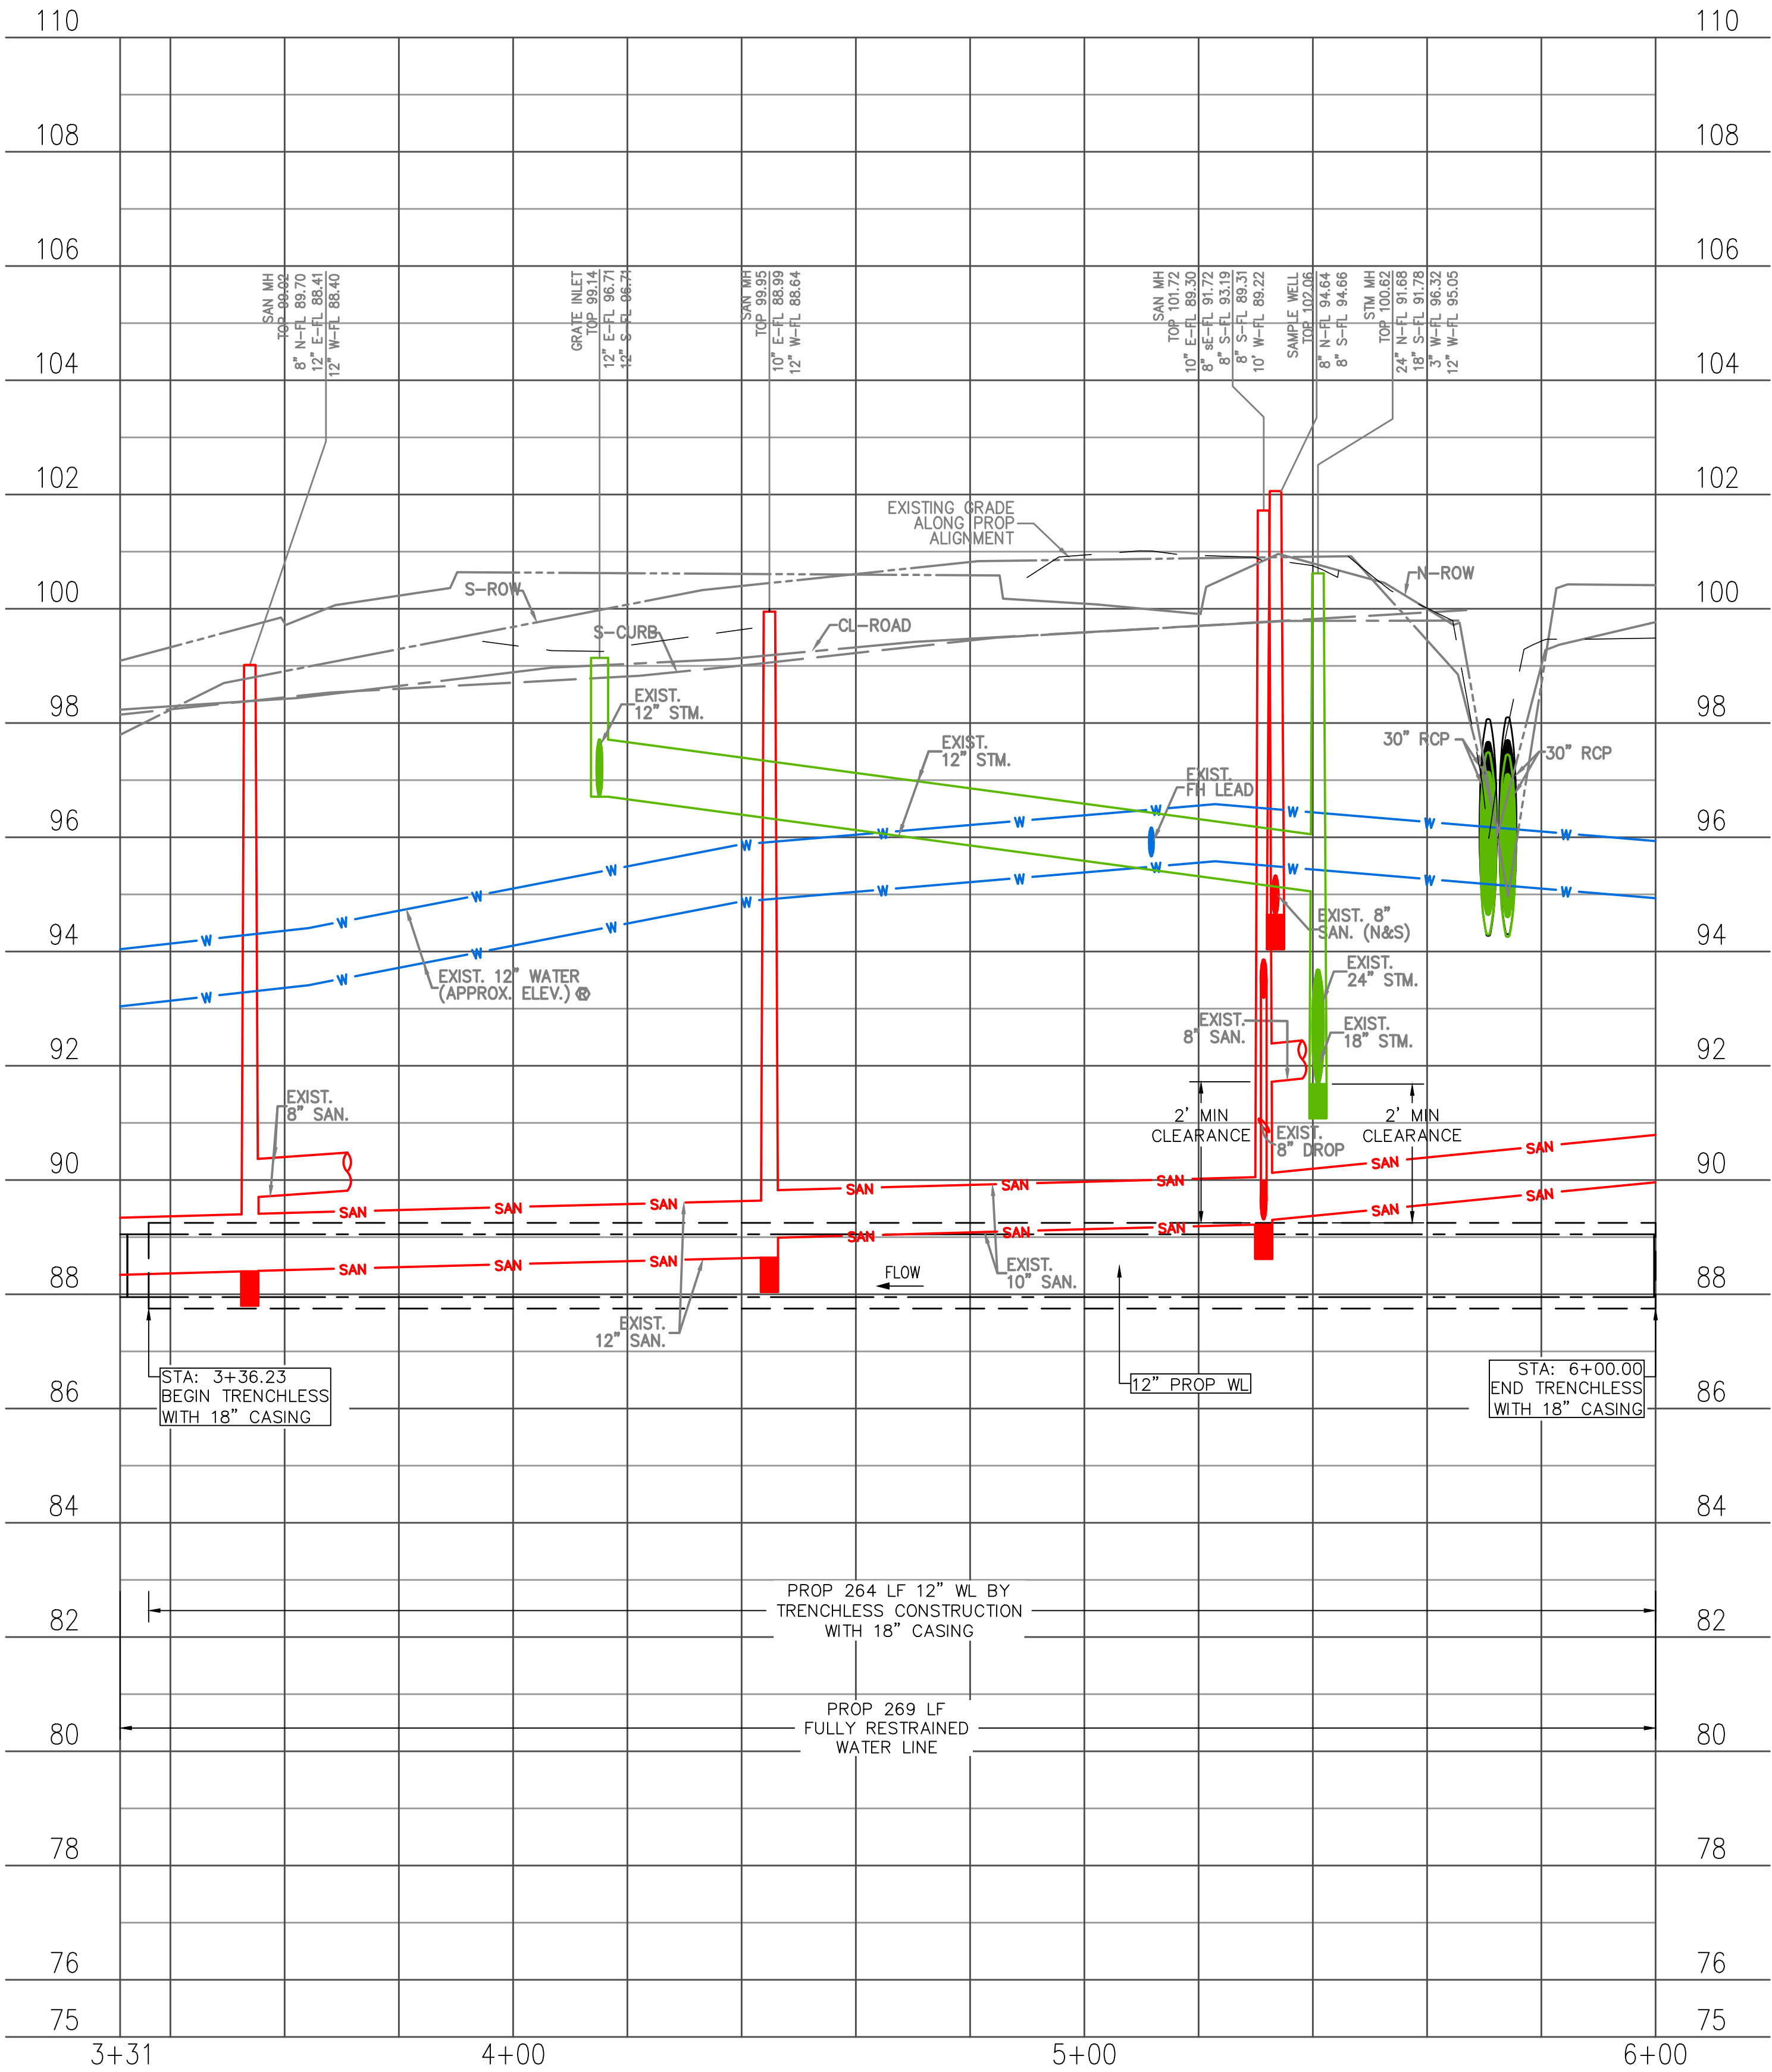 110
110
108
108
106
106
SAN MH
TOP 99.02
8" N-FL 89.70
12" E-FL 88.41
12" W-FL 88.40
GRATE INLET
TOP 99.14
12" E-FL 96.71
12" S-FL 96.71
SAN MH
TOP 99.95
10" E-FL 88.99
12" W-FL 88.64
SAN MH
TOP 101.72
10" E-FL 89.30
8" sE-FL 91.72
8" S-FL 93.19
8" S-FL 89.31
10' W-FL 89.22
SAMPLE WELL
TOP 102.06
8" N-FL 94.64
8" S-FL 94.66
STM MH
TOP 100.62
24" N-FL 91.68
18" S-FL 91.78
3" W-FL 96.32
12" W-FL 95.05
104
104
102
102
EXISTING GRADE
ALONG PROP
ALIGNMENT
S-ROW
N-ROW
100
100
S-CURB
CL-ROAD
EXIST.
12" STM.
98
98
EXIST.
12" STM.
30" RCP
30" RCP
EXIST.
FH LEAD
96
96
W W W W W W W W W W W
W W W W W W W W W W W
EXIST. 8"
SAN. (N&S)
94
94
EXIST. 12" WATER
(APPROX. ELEV.) ®
EXIST.
24" STM.
EXIST.
8" SAN.
EXIST.
18" STM.
92
92
EXIST.
8" SAN.
2' MIN
CLEARANCE
EXIST.
8" DROP
2' MIN
CLEARANCE
90
90
SAN SAN SAN SAN SAN SAN SAN SAN
SAN SAN SAN SAN SAN SAN SAN SAN
FLOW
EXIST.
10" SAN.
88
88
EXIST.
12" SAN.
STA: 3+36.23
BEGIN TRENCHLESS
WITH 18" CASING
12" PROP WL
STA: 6+00.00
END TRENCHLESS
WITH 18" CASING
86
86
84
84
PROP 264 LF 12" WL BY
TRENCHLESS CONSTRUCTION
WITH 18" CASING
82
82
PROP 269 LF
FULLY RESTRAINED
WATER LINE
80
80
78
78
76
76
75
75
3+31
4+00
5+00
6+00